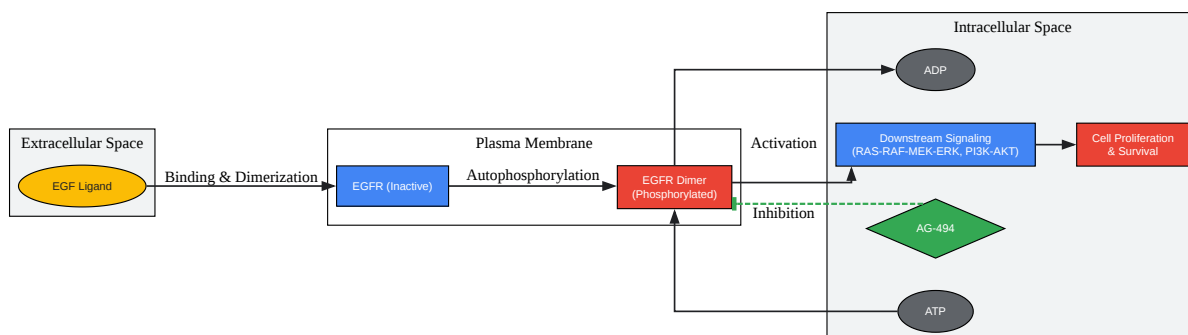 Extracellular Space
EGF Ligand
Binding & Dimerization
Plasma Membrane
EGFR (Inactive)
Autophosphorylation
EGFR Dimer
(Phosphorylated)
Activation
Inhibition
Intracellular Space
ADP
Downstream Signaling
(RAS-RAF-MEK-ERK, PI3K-AKT)
Cell Proliferation
& Survival
AG-494
ATP